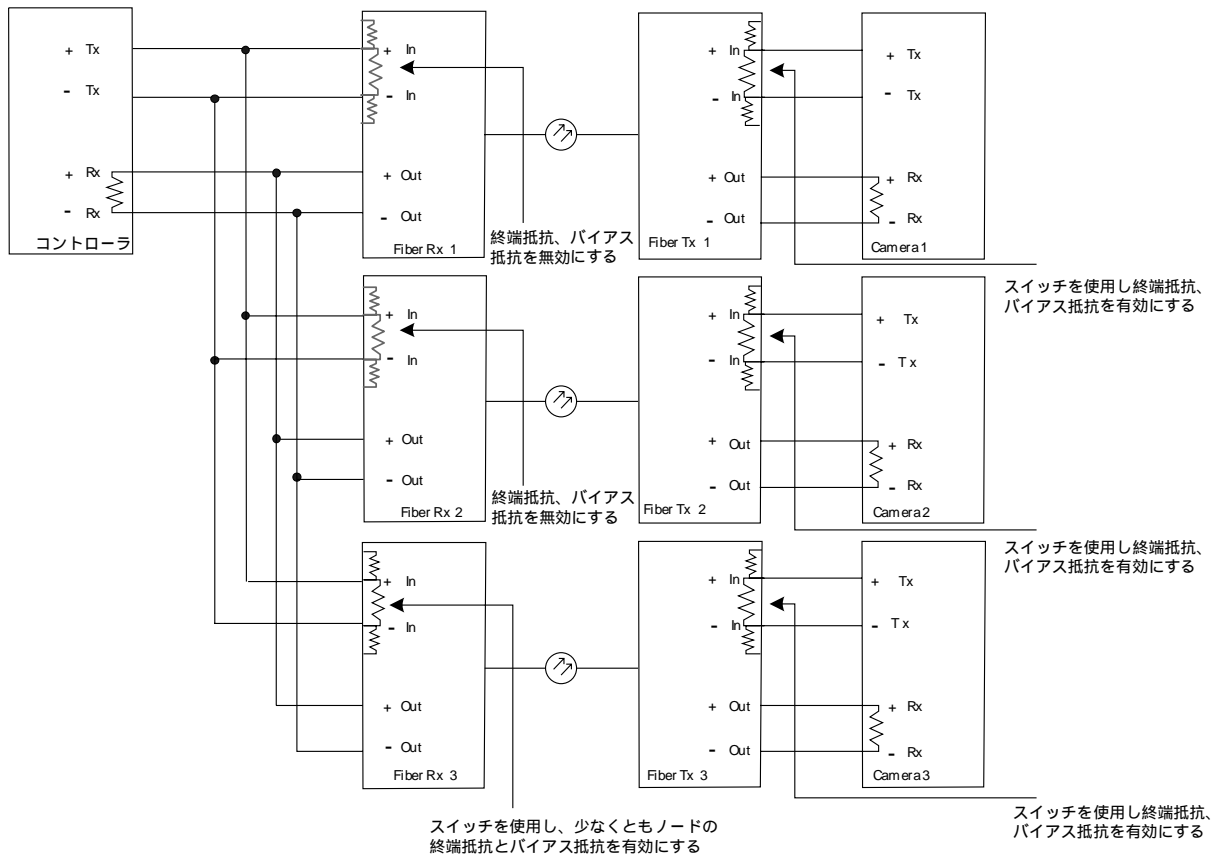 + Tx
- Tx
+ Rx
- Rx
コントローラ
+ In
- In
+ Out
- Out
Fiber Rx 1
終端抵抗、バイアス
抵抗を無効にする
+ In
- In
+ Out
- Out
Fiber Tx 1
+ Tx
- Tx
+ Rx
- Rx
Camera1
スイッチを使用し終端抵抗、
バイアス抵抗を有効にする
+ In
- In
+ Out
- Out
Fiber Rx 2
終端抵抗、バイアス
抵抗を無効にする
+ In
- In
+ Out
- Out
Fiber Tx 2
+ Tx
- Tx
+ Rx
- Rx
Camera2
スイッチを使用し終端抵抗、
バイアス抵抗を有効にする
+ In
- In
+ Out
- Out
Fiber Rx 3
スイッチを使用し、少なくともノードの
終端抵抗とバイアス抵抗を有効にする
+ In
- In
+ Out
- Out
Fiber Tx 3
+ Tx
- Tx
+ Rx
- Rx
Camera3
スイッチを使用し終端抵抗、
バイアス抵抗を有効にする